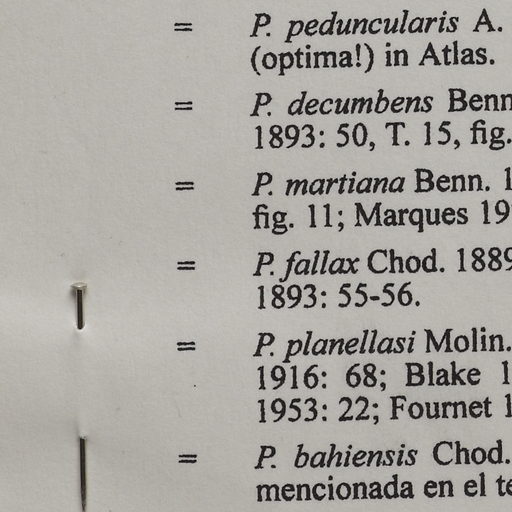 = P. peduncularis A.
(optima!) in Atlas.
= P. decumbens Benn
1893: 50, T. 15, fig.
= P. martiana Benn. 1
fig. 11; Marques 19
= P. fallax Chod. 1889
1893: 55-56.
= P. planellasi Molin.
1916: 68; Blake 1
1953: 22; Fournet 1
= P. bahiensis Chod.
mencionada en el te